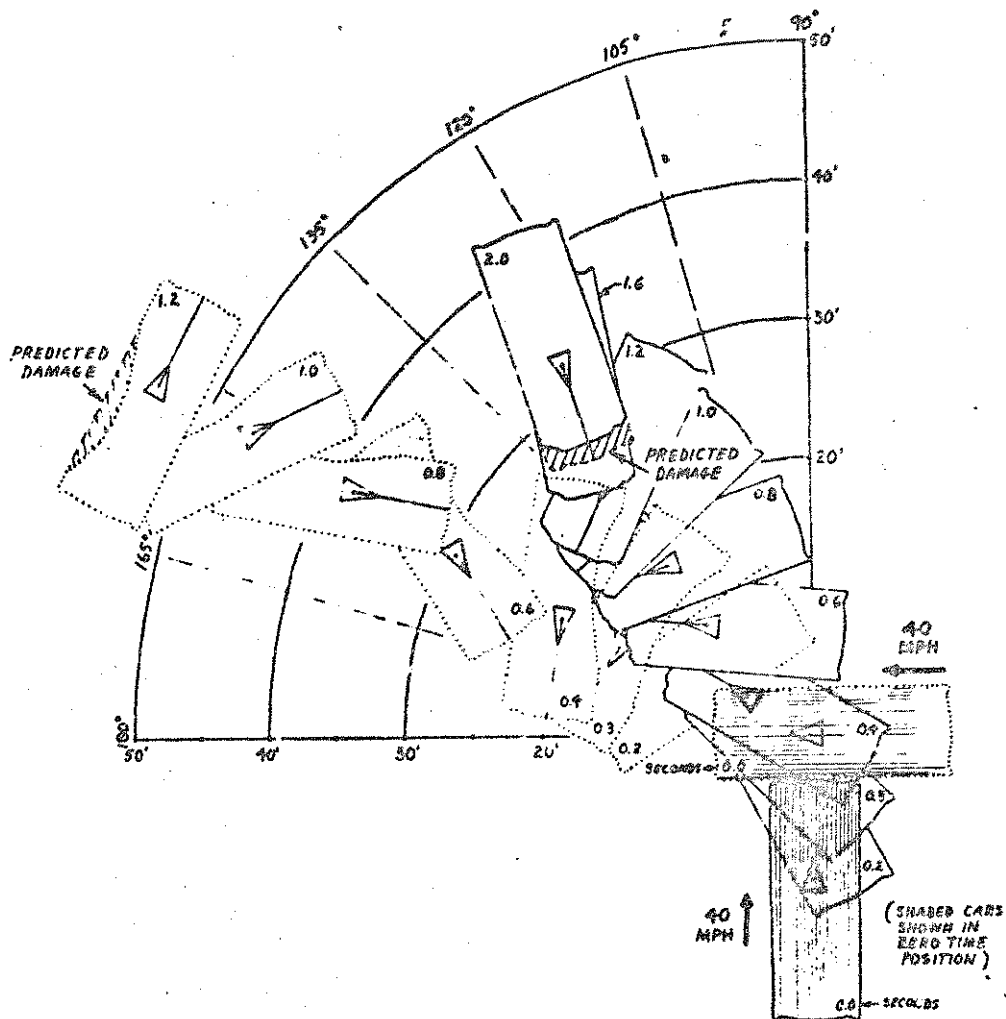 90°
50'
105°
120°
40'
135°
2.0
1.6
1.2
30'
PREDICTED
DAMAGE
1.2
1.0
1.0
20'
PREDICTED
DAMAGE
0.8
0.8
165°
0.6
0.6
40
MPH
0.4
0.3
0.2
0.4
180°
50'
40'
30'
20'
SECONDS
0.0
0.3
0.2
40
MPH
(SHADED CARS
SHOWN IN
ZERO TIME
POSITION)
0.0
SECONDS